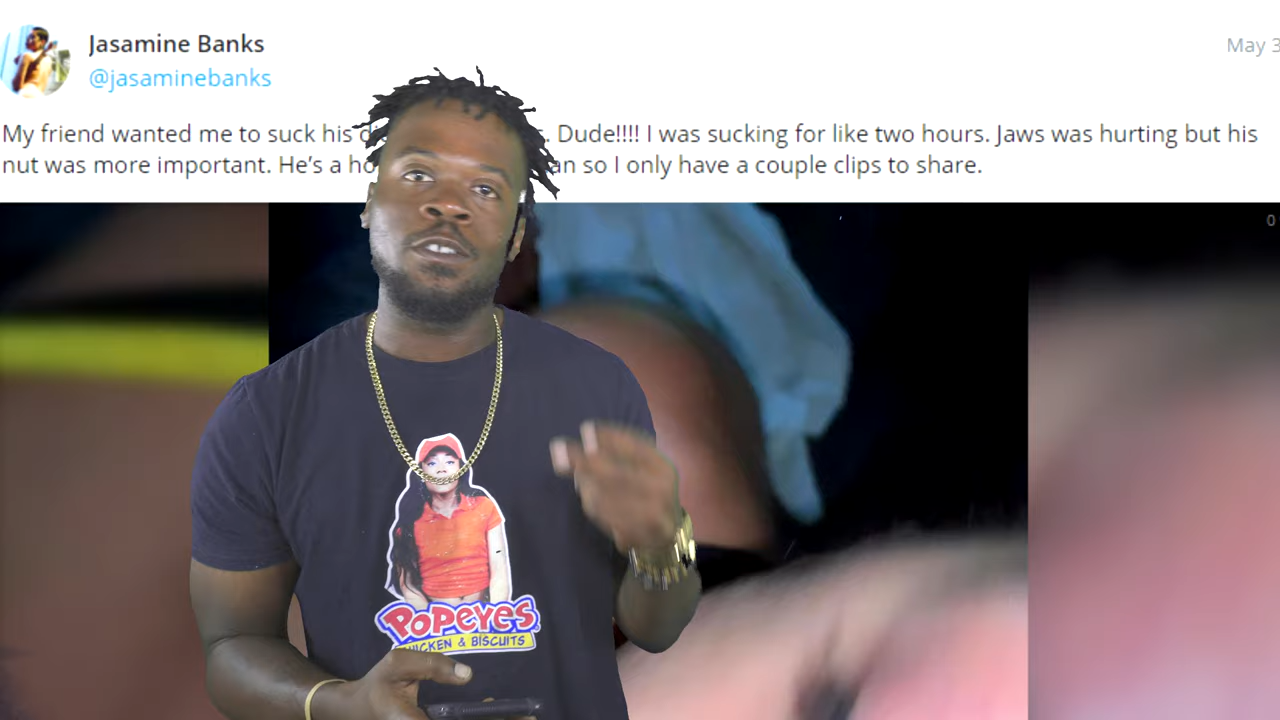 Jasamine Banks
@jasaminebanks
May 3
My friend wanted me to suck his . Dude!!!! I was sucking for like two hours. Jaws was hurting but his
nut was more important. He's a so I only have a couple clips to share.
0
POPEYES
CHICKEN & BISCUITS